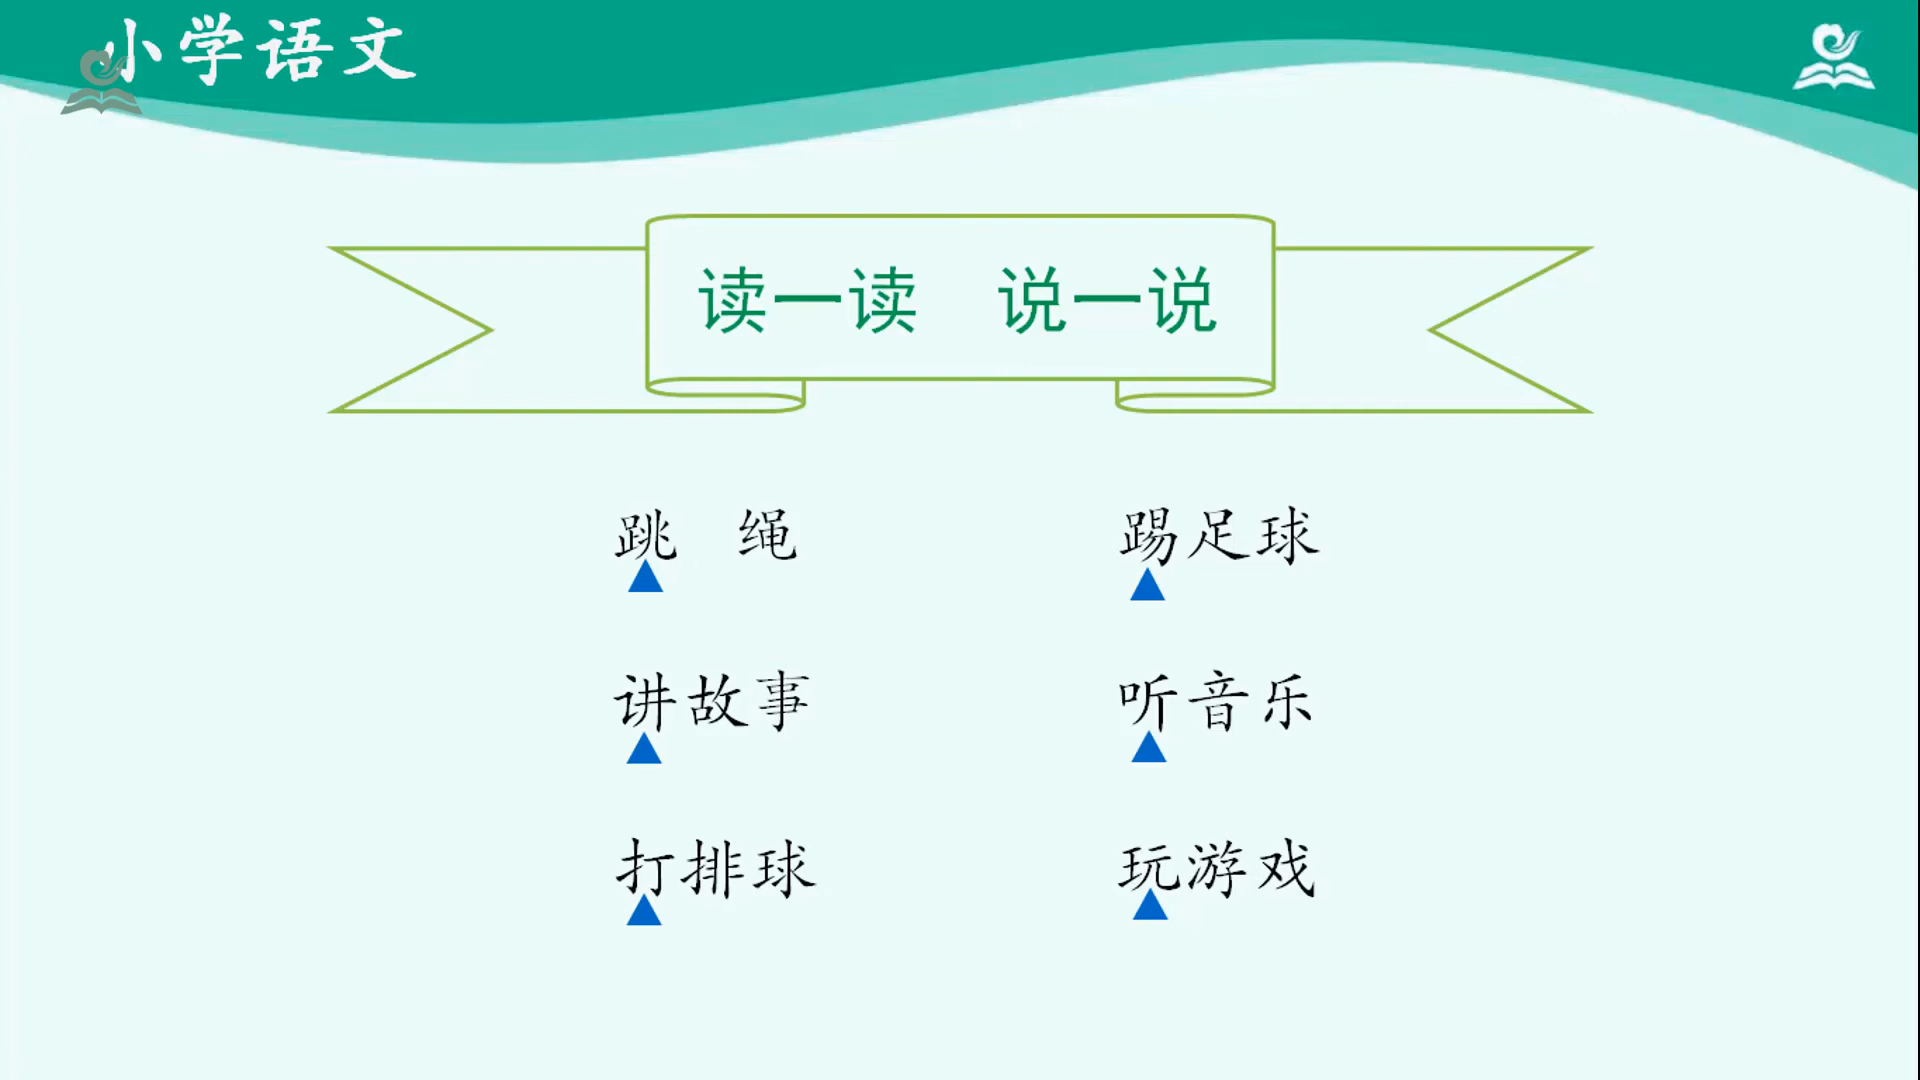 小学语文
读一读 说一说
跳 绳 踢足球
讲故事 听音乐
打排球 玩游戏